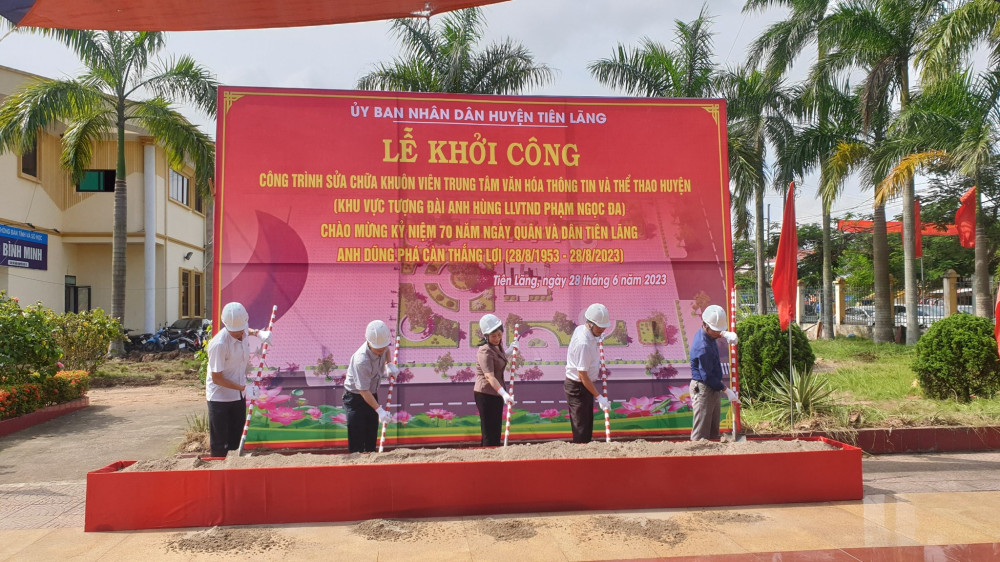 ỦY BAN NHÂN DÂN HUYỆN TIÊN LÃNG
LỄ KHỞI CÔNG
CÔNG TRÌNH SỬA CHỮA KHUÔN VIÊN TRUNG TÂM VĂN HÓA THÔNG TIN VÀ THỂ THAO HUYỆN
(KHU VỰC TƯỢNG ĐÀI ANH HÙNG LLVTND PHẠM NGỌC ĐA)
CHÀO MỪNG KỶ NIỆM 70 NĂM NGÀY QUÂN VÀ DÂN TIÊN LÃNG
ANH DŨNG PHÁ CÀN THẮNG LỢI (28/8/1953 - 28/8/2023)
Tiên Lãng, ngày 28 tháng 6 năm 2023
BÌNH MINH